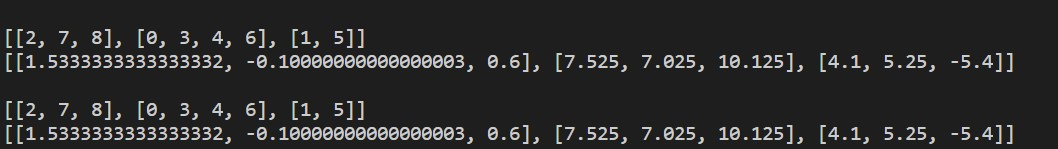 [[2, 7, 8], [0, 3, 4, 6], [1, 5]]
[[1.5333333333333332, -0.10000000000000003, 0.6], [7.525, 7.025, 10.125], [4.1, 5.25, -5.4]]
[[2, 7, 8], [0, 3, 4, 6], [1, 5]]
[[1.5333333333333332, -0.10000000000000003, 0.6], [7.525, 7.025, 10.125], [4.1, 5.25, -5.4]]